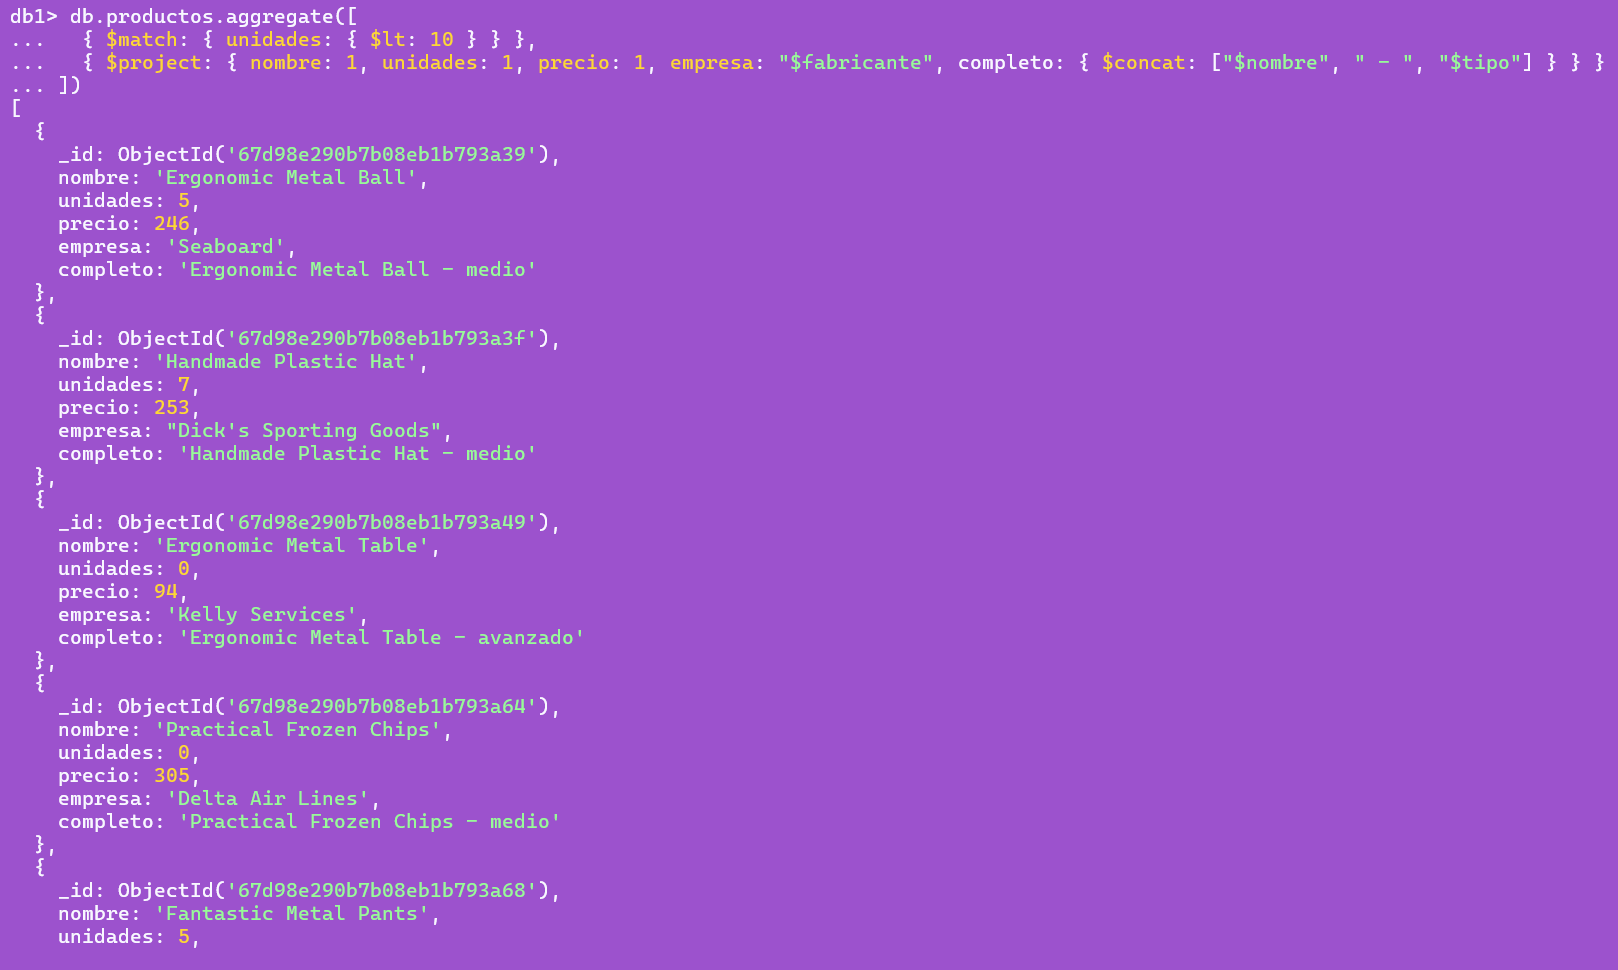 db1> db.productos.aggregate([
...   { $match: { unidades: { $lt: 10 } } },
...   { $project: { nombre: 1, unidades: 1, precio: 1, empresa: "$fabricante", completo: { $concat: ["$nombre", " - ", "$tipo"] } } }
... ])
[
  {
    _id: ObjectId('67d98e290b7b08eb1b793a39'),
    nombre: 'Ergonomic Metal Ball',
    unidades: 5,
    precio: 246,
    empresa: 'Seaboard',
    completo: 'Ergonomic Metal Ball - medio'
  },
  {
    _id: ObjectId('67d98e290b7b08eb1b793a3f'),
    nombre: 'Handmade Plastic Hat',
    unidades: 7,
    precio: 253,
    empresa: "Dick's Sporting Goods",
    completo: 'Handmade Plastic Hat - medio'
  },
  {
    _id: ObjectId('67d98e290b7b08eb1b793a49'),
    nombre: 'Ergonomic Metal Table',
    unidades: 0,
    precio: 94,
    empresa: 'Kelly Services',
    completo: 'Ergonomic Metal Table - avanzado'
  },
  {
    _id: ObjectId('67d98e290b7b08eb1b793a64'),
    nombre: 'Practical Frozen Chips',
    unidades: 0,
    precio: 305,
    empresa: 'Delta Air Lines',
    completo: 'Practical Frozen Chips - medio'
  },
  {
    _id: ObjectId('67d98e290b7b08eb1b793a68'),
    nombre: 'Fantastic Metal Pants',
    unidades: 5,